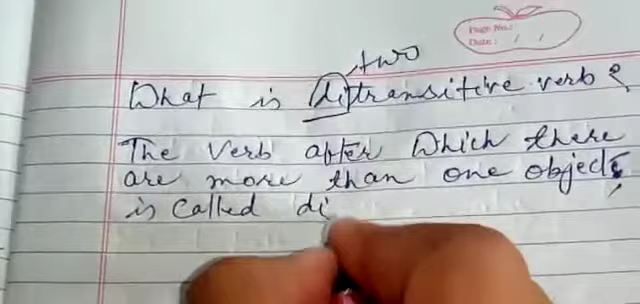 Page No.:
Date: / /
two
What is ditransitive verb?
The Verb after Which there
are more than one objects,
is called di